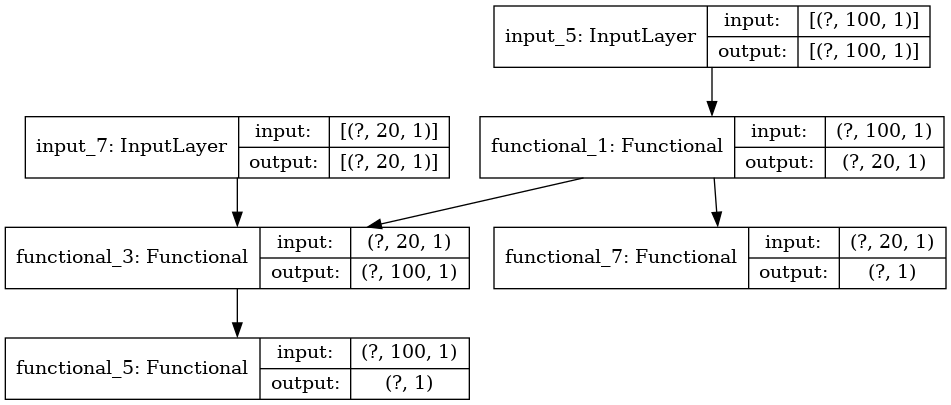 input_5: InputLayer
input:
[(?, 100, 1)]
output:
[(?, 100, 1)]
input_7: InputLayer
input:
[(?, 20, 1)]
output:
[(?, 20, 1)]
functional_1: Functional
input:
(?, 100, 1)
output:
(?, 20, 1)
functional_3: Functional
input:
(?, 20, 1)
output:
(?, 100, 1)
functional_7: Functional
input:
(?, 20, 1)
output:
(?, 1)
functional_5: Functional
input:
(?, 100, 1)
output:
(?, 1)